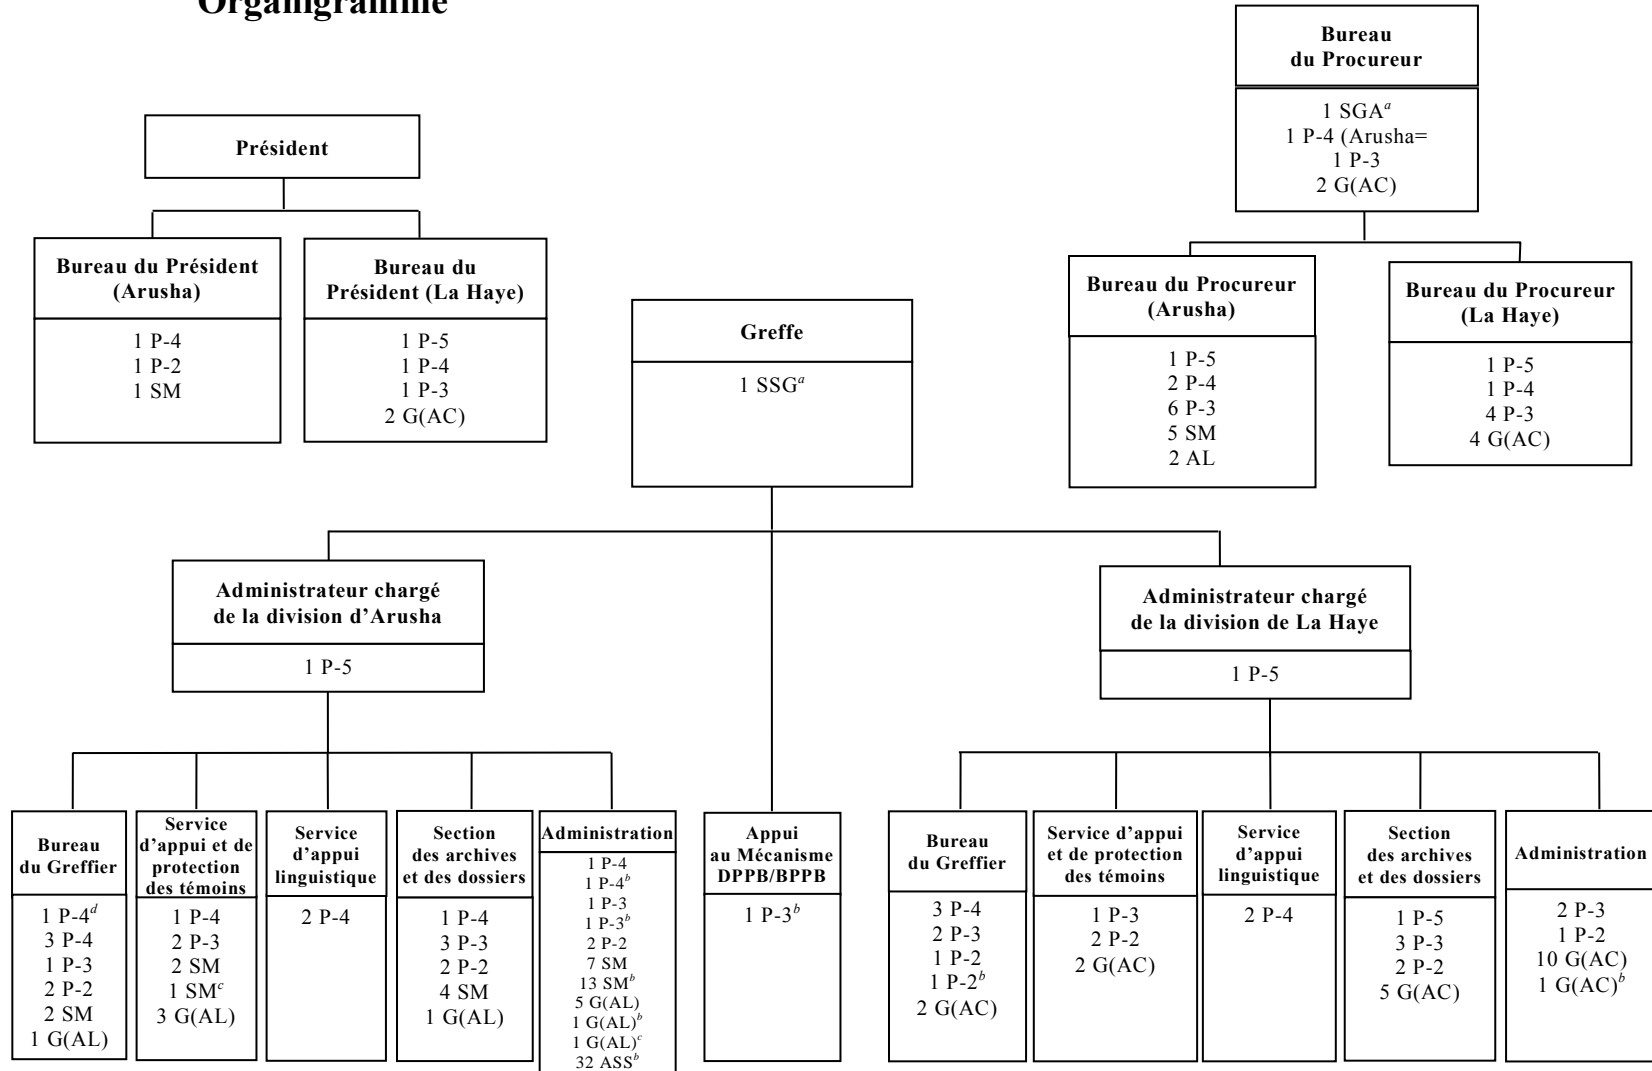 Organigramme
Bureau
du Procureur
1 SGAa
1 P-4 (Arusha=
1 P-3
2 G(AC)
Président
Bureau du Président
(Arusha)
1 P-4
1 P-2
1 SM
Bureau du
Président (La Haye)
1 P-5
1 P-4
1 P-3
2 G(AC)
Greffe
1 SSGa
Bureau du Procureur
(Arusha)
1 P-5
2 P-4
6 P-3
5 SM
2 AL
Bureau du Procureur
(La Haye)
1 P-5
1 P-4
4 P-3
4 G(AC)
Administrateur chargé
de la division d’Arusha
1 P-5
Administrateur chargé
de la division de La Haye
1 P-5
Bureau
du Greffier
1 P-4d
3 P-4
1 P-3
2 P-2
2 SM
1 G(AL)
Service
d’appui et de
protection
des témoins
1 P-4
2 P-3
2 SM
1 SMc
3 G(AL)
Service
d’appui
linguistique
2 P-4
Section
des archives
et des dossiers
1 P-4
3 P-3
2 P-2
4 SM
1 G(AL)
Administration
1 P-4
1 P-4b
1 P-3
1 P-3b
2 P-2
7 SM
13 SMb
5 G(AL)
1 G(AL)b
1 G(AL)c
32 ASSb
Appui
au Mécanisme
DPPB/BPPB
1 P-3b
Bureau
du Greffier
3 P-4
2 P-3
1 P-2
1 P-2b
2 G(AC)
Service d’appui
et de protection
des témoins
1 P-3
2 P-2
2 G(AC)
Service
d’appui
linguistique
2 P-4
Section
des archives
et des dossiers
1 P-5
3 P-3
2 P-2
5 G(AC)
Administration
2 P-3
1 P-2
10 G(AC)
1 G(AC)b